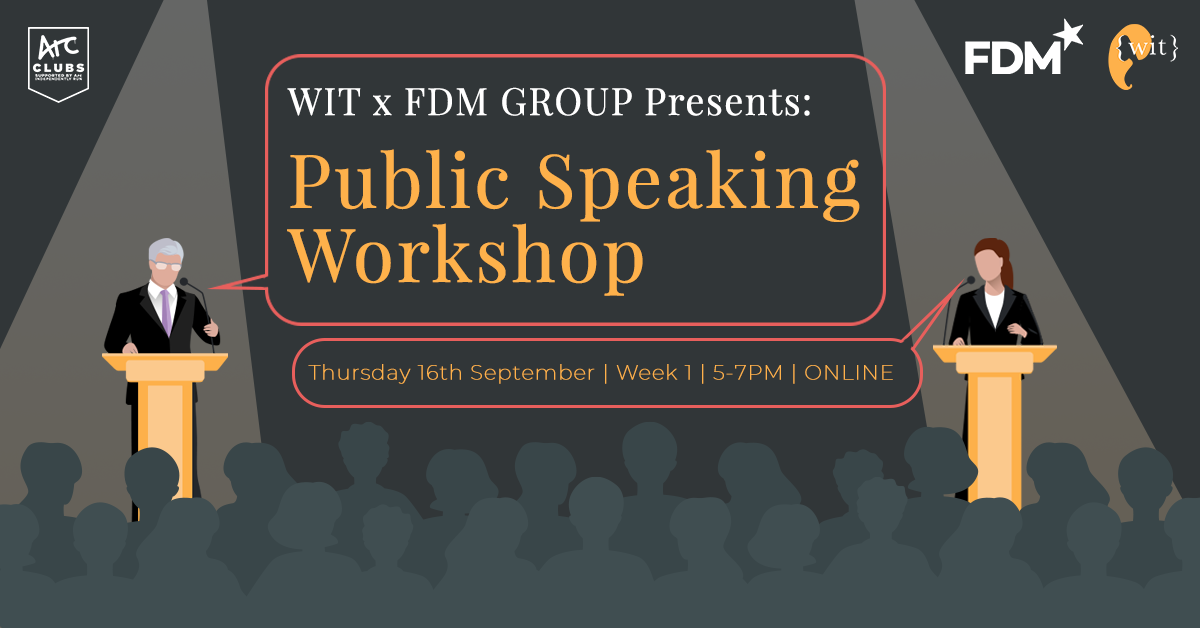 Arc
CLUBS
SUPPORTED BY Arc
INDEPENDENTLY RUN
FDM
{wit}
WIT x FDM GROUP Presents:
Public Speaking
Workshop
Thursday 16th September | Week 1 | 5-7PM | ONLINE